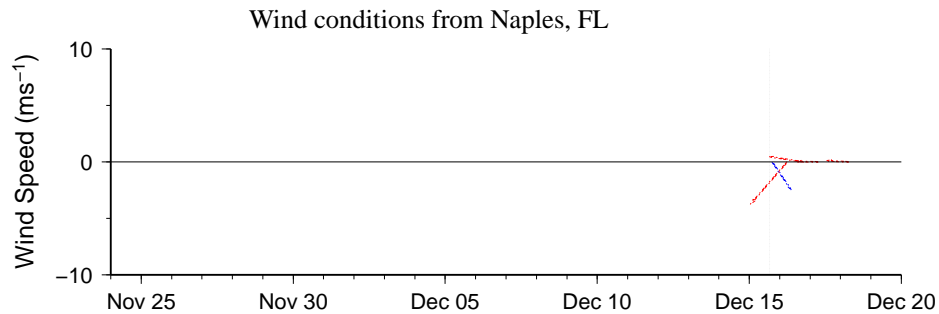 Wind conditions from Naples, FL
Wind Speed (ms⁻¹)
10
0
−10
Nov 25 Nov 30 Dec 05 Dec 10 Dec 15 Dec 20